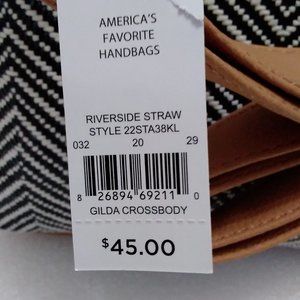 AMERICA'S
FAVORITE
HANDBAGS
RIVERSIDE STRAW
STYLE 22STA38KL
032 20 29
8 26894 69211 0
GILDA CROSSBODY
$45.00